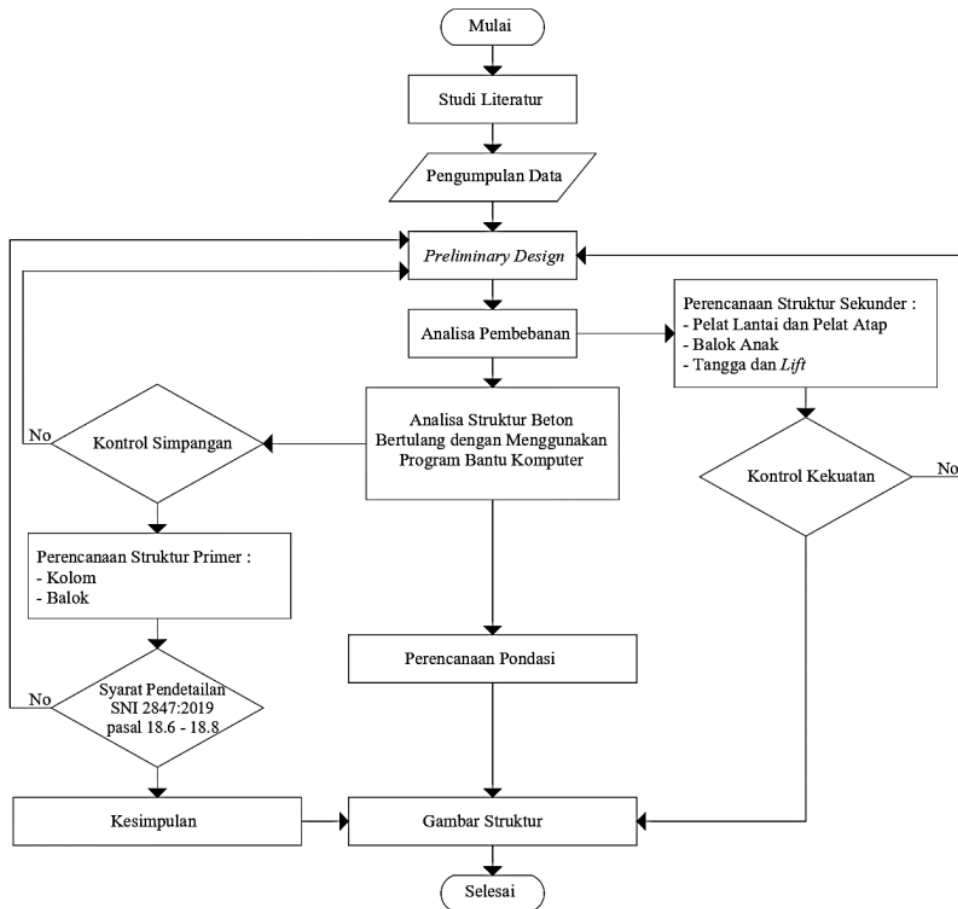 Mulai
Studi Literatur
Pengumpulan Data
Preliminary Design
Analisa Pembebanan
Perencanaan Struktur Sekunder :
- Pelat Lantai dan Pelat Atap
- Balok Anak
- Tangga dan Lift
Analisa Struktur Beton
Bertulang dengan Menggunakan
Program Bantu Komputer
No
Kontrol Simpangan
Kontrol Kekuatan
No
Perencanaan Struktur Primer :
- Kolom
- Balok
Perencanaan Pondasi
No
Syarat Pendetailan
SNI 2847:2019
pasal 18.6 - 18.8
Kesimpulan
Gambar Struktur
Selesai